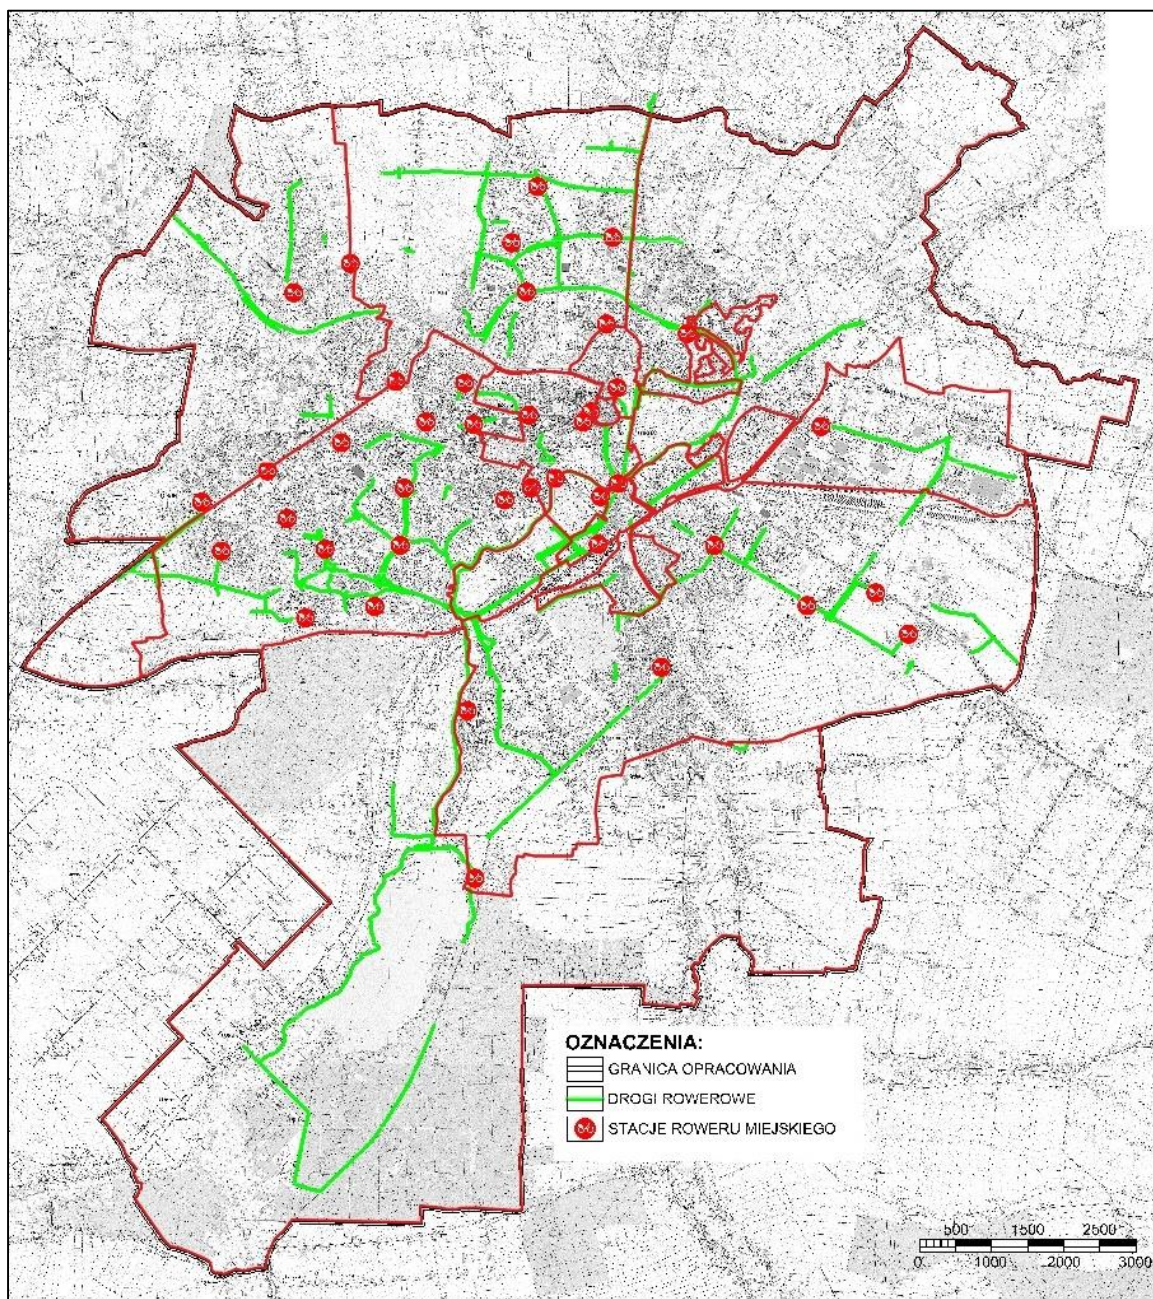 OZNACZENIA:
GRANICA OPRACOWANIA
DROGI ROWEROWE
STACJE ROWERU MIEJSKIEGO
500 1500 2500
0 1000 2000 3000